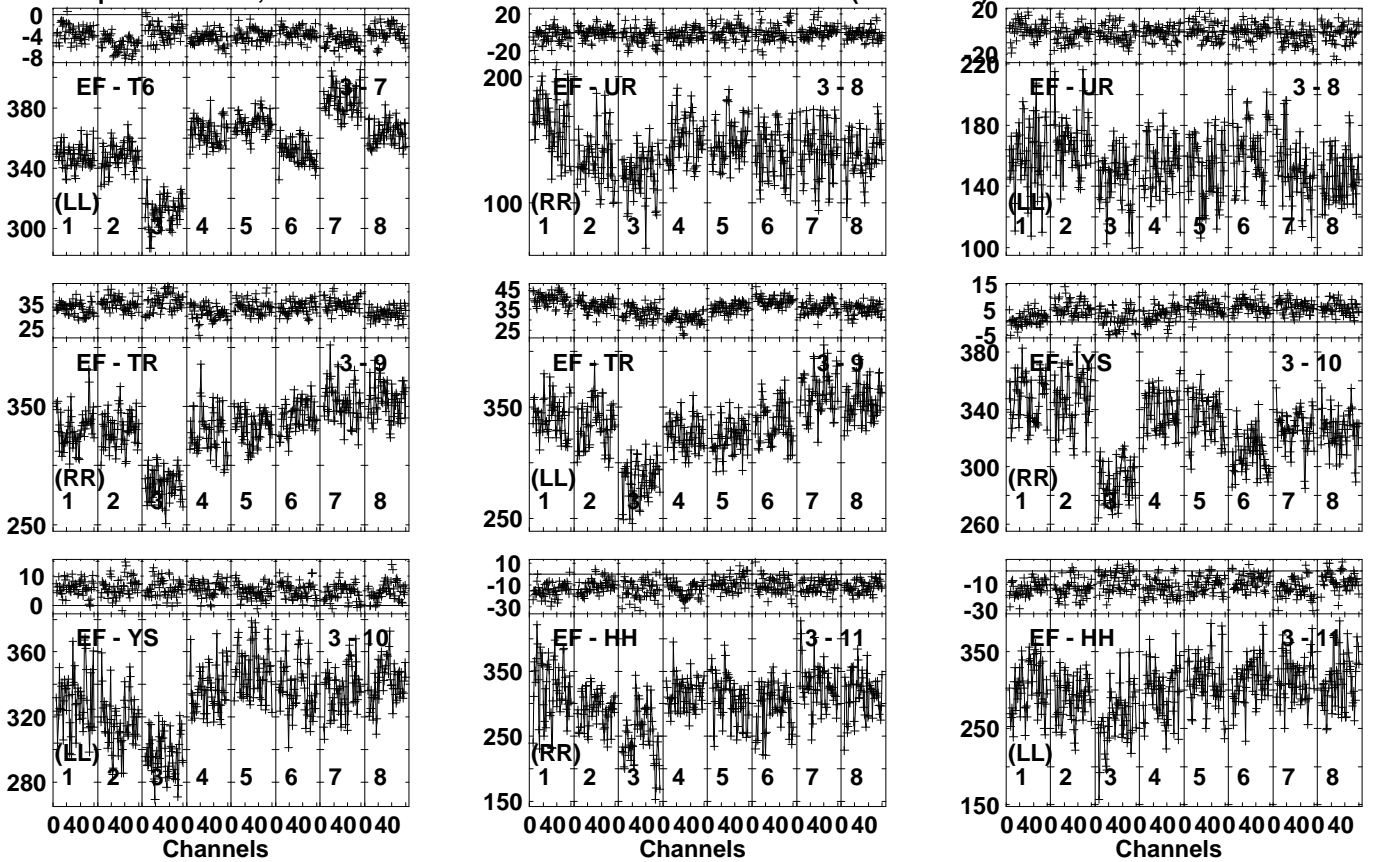 0 -4 -8
EF - T6 3 - 7
380 340 300
(LL)
1 2 3 4 5 6 7 8
20 -20
EF - UR 3 - 8
200 100
(RR)
1 2 3 4 5 6 7 8
20 -20
EF - UR 3 - 8
220 180 140 100
(LL)
1 2 3 4 5 6 7 8
35 25
EF - TR 3 - 9
350 250
(RR)
1 2 3 4 5 6 7 8
45 35 25
EF - TR 3 - 9
350 250
(LL)
1 2 3 4 5 6 7 8
15 5 -5
EF - YS 3 - 10
380 340 300 260
(RR)
1 2 3 4 5 6 7 8
10 0
EF - YS 3 - 10
360 320 280
(LL)
1 2 3 4 5 6 7 8
0 40 0 40 0 40 0 40 0 40 0 40 0 40 0 40
Channels
10 -10 -30
EF - HH 3 - 11
350 250 150
(RR)
1 2 3 4 5 6 7 8
0 40 0 40 0 40 0 40 0 40 0 40 0 40 0 40
Channels
-10 -30
EF - HH 3 - 11
350 250 150
(LL)
1 2 3 4 5 6 7 8
0 40 0 40 0 40 0 40 0 40 0 40 0 40 0 40
Channels